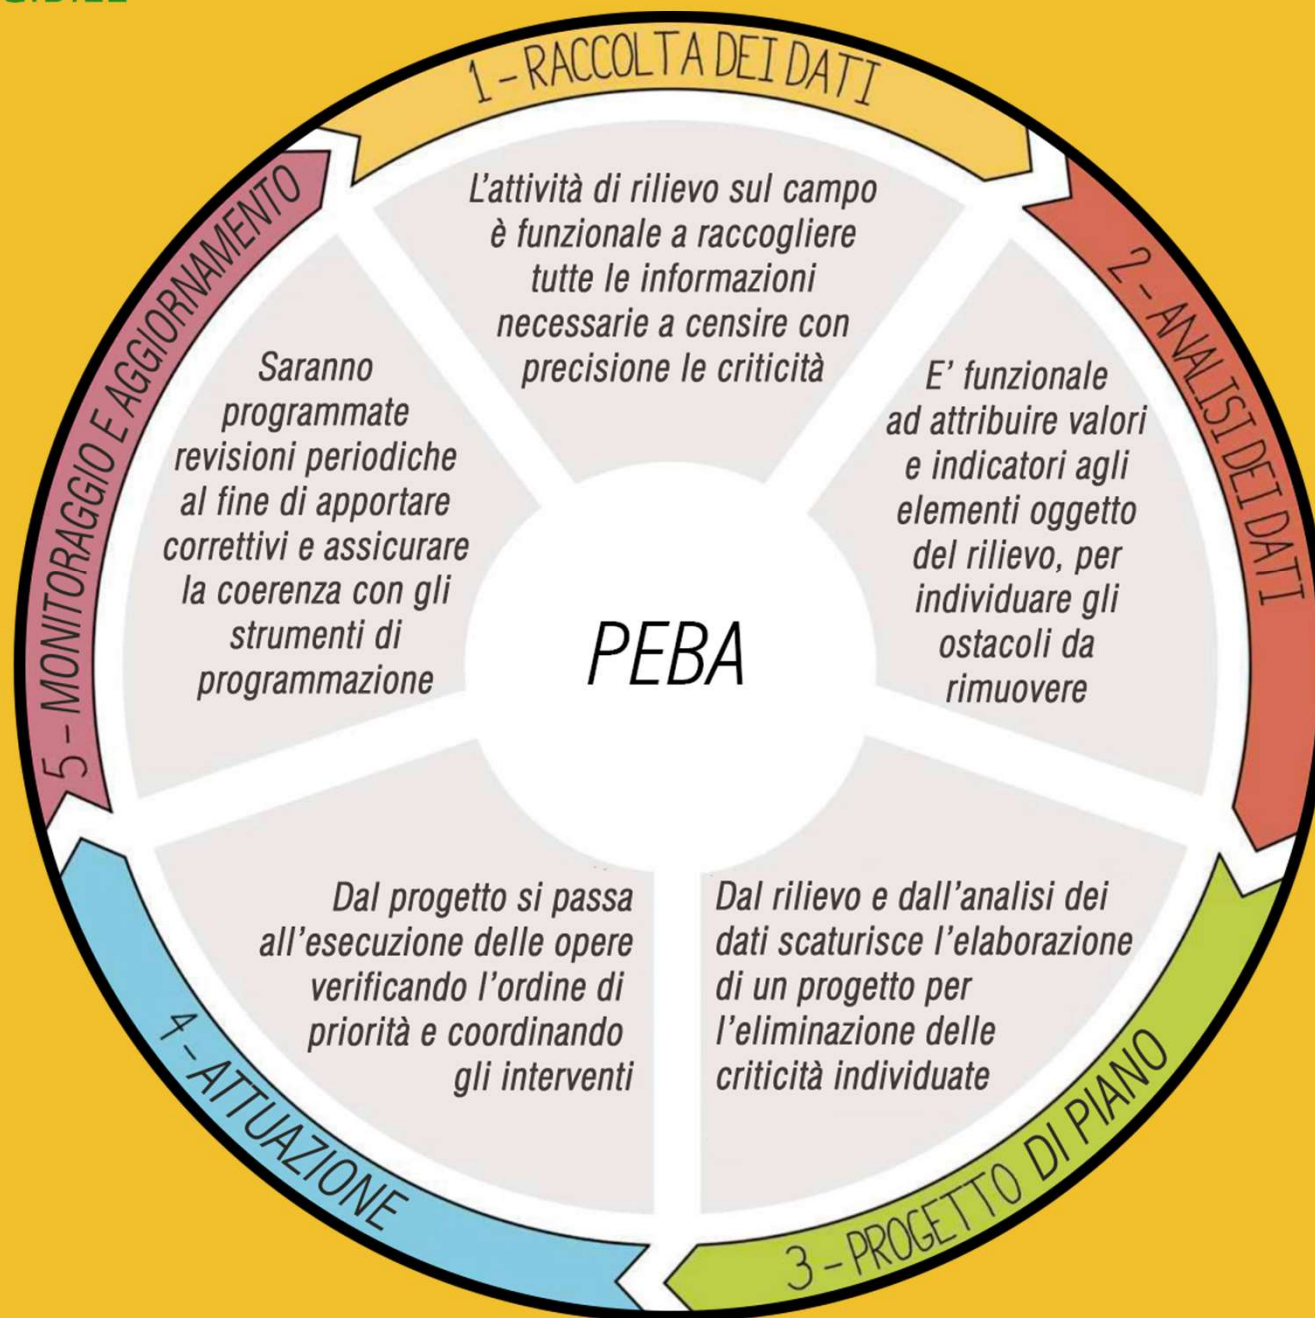 1 – RACCOLTA DEI DATI
L'attività di rilievo sul campo
è funzionale a raccogliere
tutte le informazioni
necessarie a censire con
precisione le criticità
2 – ANALISI DEI DATI
E' funzionale
ad attribuire valori
e indicatori agli
elementi oggetto
del rilievo, per
individuare gli
ostacoli da
rimuovere
3 – PROGETTO DI PIANO
Dal rilievo e dall'analisi dei
dati scaturisce l'elaborazione
di un progetto per
l'eliminazione delle
criticità individuate
4 – ATTUAZIONE
Dal progetto si passa
all'esecuzione delle opere
verificando l'ordine di
priorità e coordinando
gli interventi
5 – MONITORAGGIO E AGGIORNAMENTO
Saranno
programmate
revisioni periodiche
al fine di apportare
correttivi e assicurare
la coerenza con gli
strumenti di
programmazione
PEBA